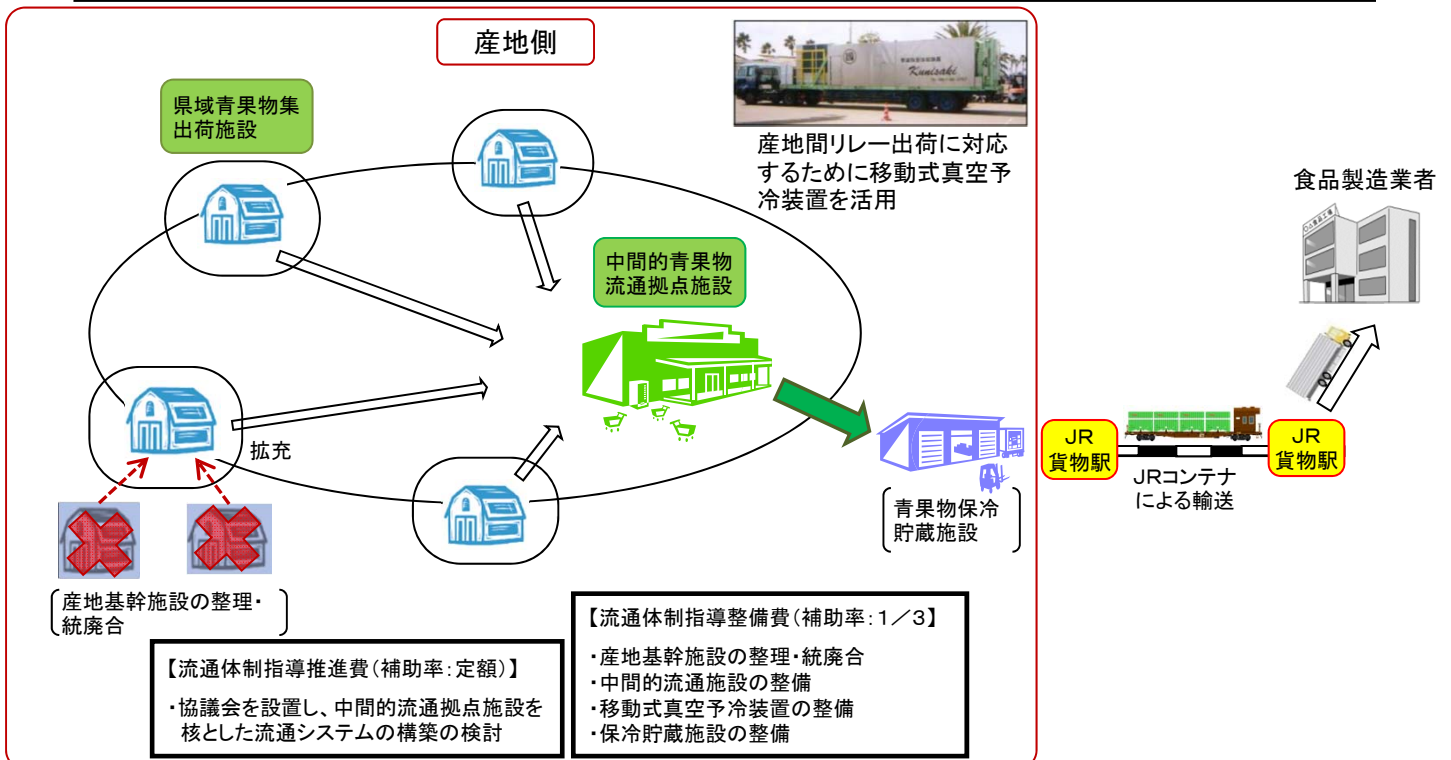 産地側
県域青果物集
出荷施設
Kunisaki
産地間リレー出荷に対応
するために移動式真空予
冷装置を活用
食品製造業者
中間的青果物
流通拠点施設
拡充
JR
貨物駅
JRコンテナ
による輸送
JR
貨物駅
青果物保冷
貯蔵施設
産地基幹施設の整理・
統廃合
【流通体制指導推進費(補助率:定額)】
・協議会を設置し、中間的流通拠点施設を
核とした流通システムの構築の検討
【流通体制指導整備費(補助率:1/3】
・産地基幹施設の整理・統廃合
・中間的流通施設の整備
・移動式真空予冷装置の整備
・保冷貯蔵施設の整備